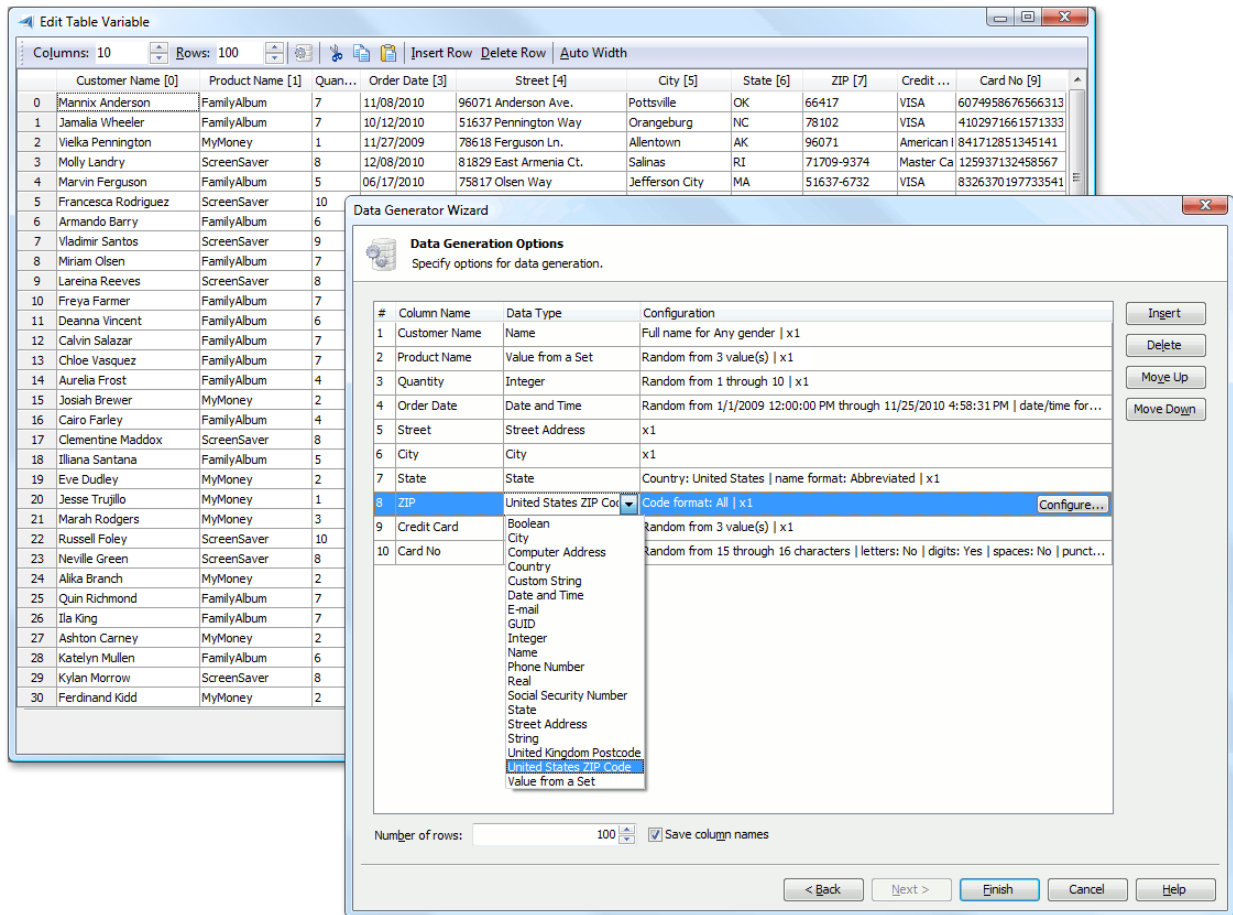 Edit Table Variable
Columns: 10 Rows: 100 Insert Row Delete Row Auto Width
Customer Name [0] Product Name [1] Quan... Order Date [3] Street [4] City [5] State [6] ZIP [7] Credit ... Card No [9]
0 Mannix Anderson FamilyAlbum 7 11/08/2010 96071 Anderson Ave. Pottsville OK 66417 VISA 6074958676566313
1 Jamalia Wheeler FamilyAlbum 7 10/12/2010 51637 Pennington Way Orangeburg NC 78102 VISA 4102971661571333
2 Vielka Pennington MyMoney 1 11/27/2009 78618 Ferguson Ln. Allentown AK 96071 American I 841712851345141
3 Molly Landry ScreenSaver 8 12/08/2010 81829 East Armenia Ct. Salinas RI 71709-9374 Master Ca 125937132458567
4 Marvin Ferguson FamilyAlbum 5 06/17/2010 75817 Olsen Way Jefferson City MA 51637-6732 VISA 8326370197733541
5 Francesca Rodriguez ScreenSaver 10
6 Armando Barry FamilyAlbum 6
7 Vladimir Santos ScreenSaver 9
8 Miriam Olsen FamilyAlbum 7
9 Lareina Reeves ScreenSaver 8
10 Freya Farmer FamilyAlbum 7
11 Deanna Vincent FamilyAlbum 6
12 Calvin Salazar FamilyAlbum 7
13 Chloe Vasquez FamilyAlbum 7
14 Aurelia Frost FamilyAlbum 4
15 Josiah Brewer MyMoney 2
16 Cairo Farley FamilyAlbum 4
17 Clementine Maddox ScreenSaver 8
18 Illiana Santana FamilyAlbum 5
19 Eve Dudley MyMoney 2
20 Jesse Trujillo MyMoney 1
21 Marah Rodgers MyMoney 3
22 Russell Foley ScreenSaver 10
23 Neville Green ScreenSaver 8
24 Alika Branch MyMoney 2
25 Quin Richmond FamilyAlbum 7
26 Ila King FamilyAlbum 7
27 Ashton Carney MyMoney 2
28 Katelyn Mullen FamilyAlbum 6
29 Kylan Morrow ScreenSaver 8
30 Ferdinand Kidd MyMoney 2
Data Generator Wizard
Data Generation Options
Specify options for data generation.
# Column Name Data Type Configuration
1 Customer Name Name Full name for Any gender | x1
2 Product Name Value from a Set Random from 3 value(s) | x1
3 Quantity Integer Random from 1 through 10 | x1
4 Order Date Date and Time Random from 1/1/2009 12:00:00 PM through 11/25/2010 4:58:31 PM | date/time for...
5 Street Street Address x1
6 City City x1
7 State State Country: United States | name format: Abbreviated | x1
8 ZIP United States ZIP Coc Code format: All | x1 Configure...
9 Credit Card Random from 3 value(s) | x1
10 Card No Random from 15 through 16 characters | letters: No | digits: Yes | spaces: No | punct...
Boolean
City
Computer Address
Country
Custom String
Date and Time
E-mail
GUID
Integer
Name
Phone Number
Real
Social Security Number
State
Street Address
String
United Kingdom Postcode
United States ZIP Code
Value from a Set
Insert
Delete
Move Up
Move Down
Number of rows: 100 Save column names
< Back Next > Finish Cancel Help